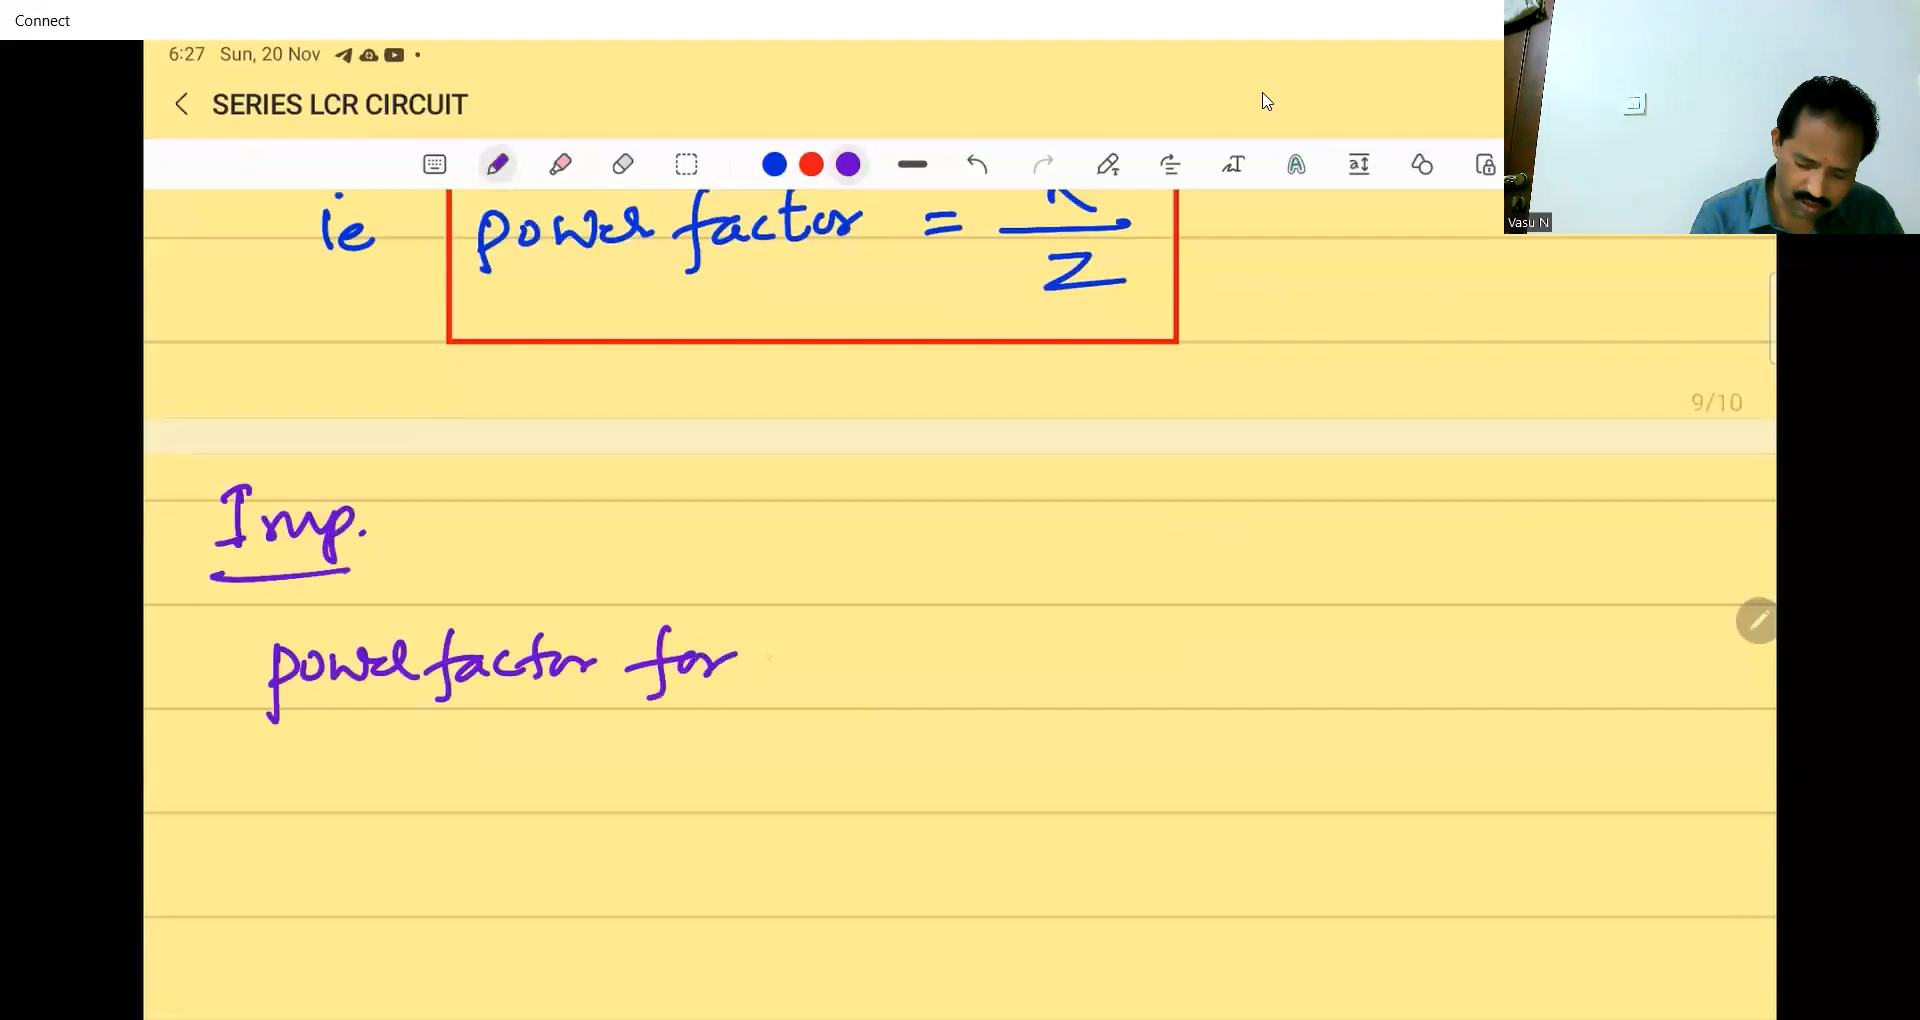 Connect
6:27 Sun, 20 Nov
SERIES LCR CIRCUIT
Vasu N
ie power factor = R
Z
9/10
Imp.
power factor for